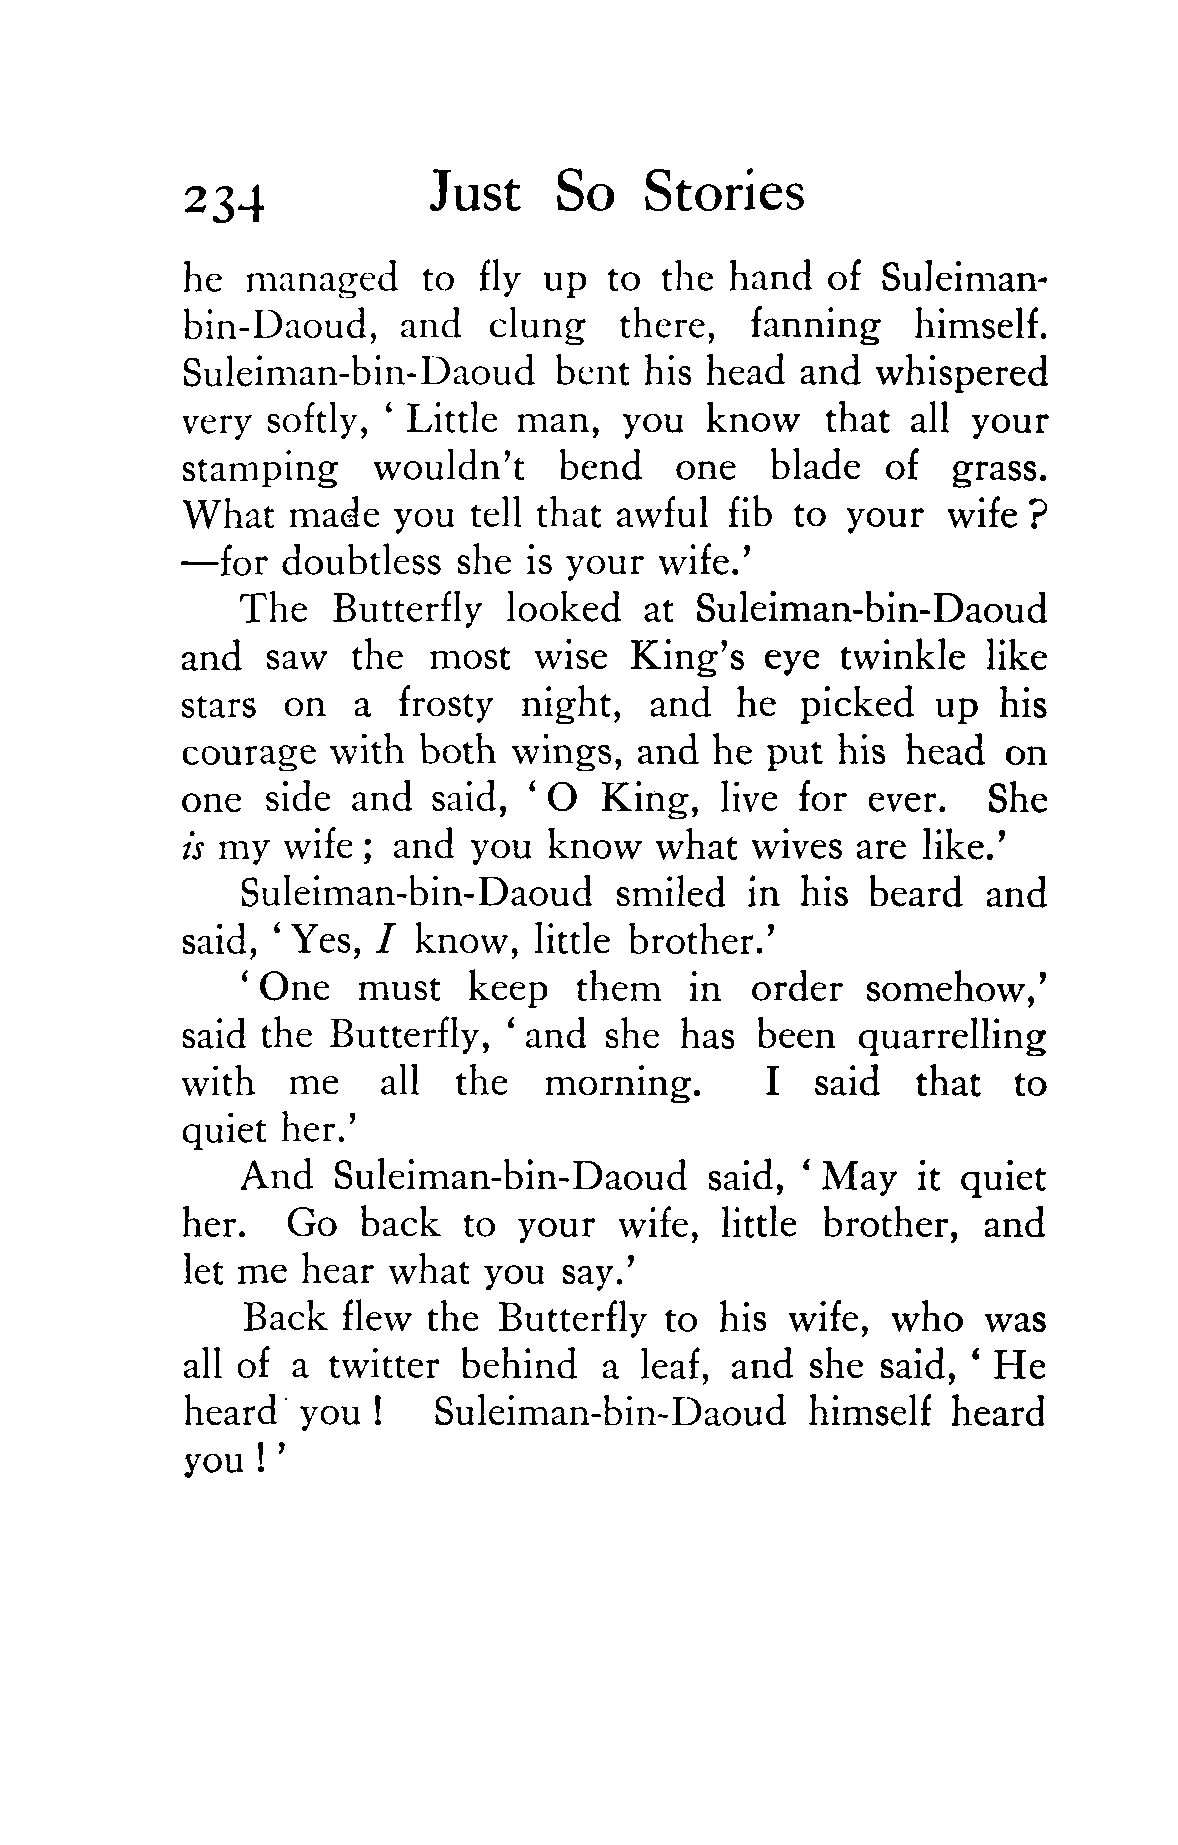 234 Just So Stories
he managed to fly up to the hand of Suleiman-
bin-Daoud, and clung there, fanning himself.
Suleiman-bin-Daoud bent his head and whispered
very softly, ‘ Little man, you know that all your
stamping wouldn’t bend one blade of grass.
What made you tell that awful fib to your wife ?
—for doubtless she is your wife.’
The Butterfly looked at Suleiman-bin-Daoud
and saw the most wise King’s eye twinkle like
stars on a frosty night, and he picked up his
courage with both wings, and he put his head on
one side and said, ‘ O King, live for ever. She
is my wife ; and you know what wives are like.’
Suleiman-bin-Daoud smiled in his beard and
said, ‘ Yes, I know, little brother.’
‘ One must keep them in order somehow,’
said the Butterfly, ‘ and she has been quarrelling
with me all the morning. I said that to
quiet her.’
And Suleiman-bin-Daoud said, ‘ May it quiet
her. Go back to your wife, little brother, and
let me hear what you say.’
Back flew the Butterfly to his wife, who was
all of a twitter behind a leaf, and she said, ‘ He
heard you ! Suleiman-bin-Daoud himself heard
you ! ’